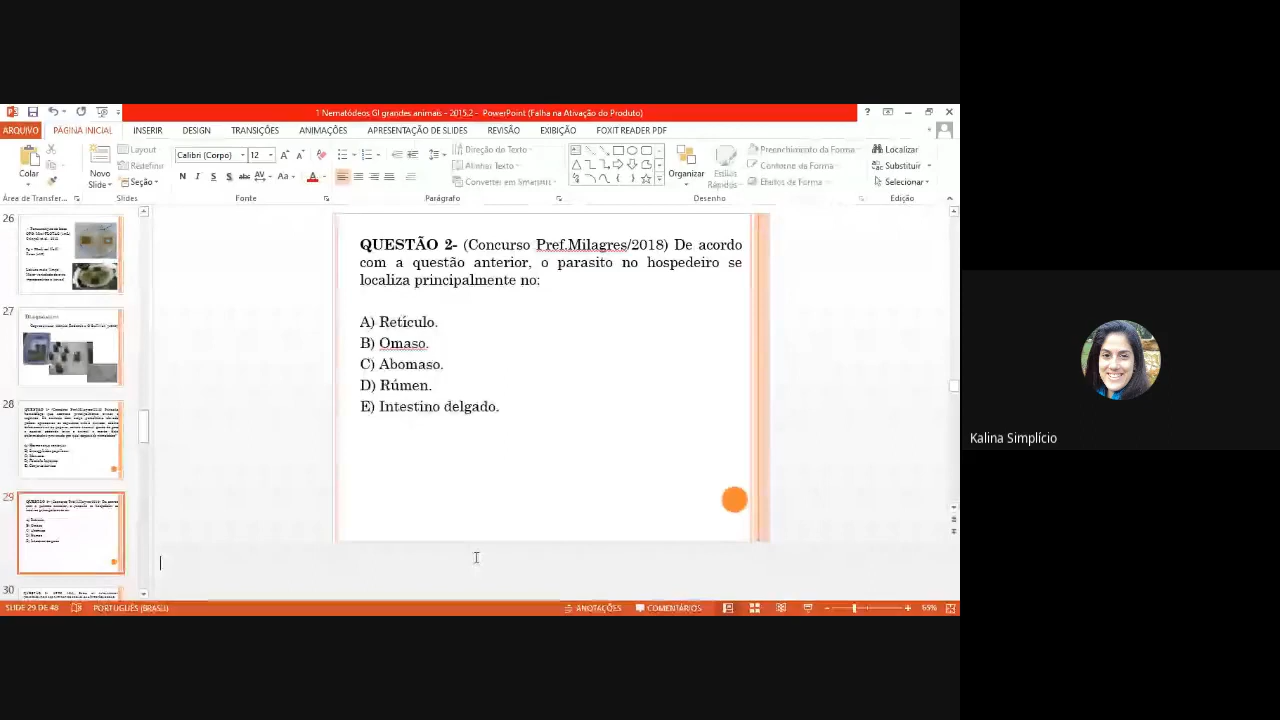 1 Nematódeos GI grandes animais - 2015.2 - PowerPoint (Falha na Ativação do Produto)
ARQUIVO PÁGINA INICIAL INSERIR DESIGN TRANSIÇÕES ANIMAÇÕES APRESENTAÇÃO DE SLIDES REVISÃO EXIBIÇÃO FOXIT READER PDF
Colar
Novo
Slide
Layout
Redefinir
Seção
Calibri (Corpo) 12
N I S S abc AV Aa A
Direção do Texto
Alinhar Texto
Converter em SmartArt
Organizar
Estilos
Rápidos
Preenchimento da Forma
Contorno da Forma
Efeitos de Forma
Localizar
Substituir
Selecionar
Área de Transfer... Slides Fonte Parágrafo Desenho Edição
26
27
28
29
30
QUESTÃO 2- (Concurso Pref.Milagres/2018) De acordo
com a questão anterior, o parasito no hospedeiro se
localiza principalmente no:
A) Retículo.
B) Omaso.
C) Abomaso.
D) Rúmen.
E) Intestino delgado.
Kalina Simplício
SLIDE 29 DE 48 PORTUGUÊS (BRASIL) ANOTAÇÕES COMENTÁRIOS 65%